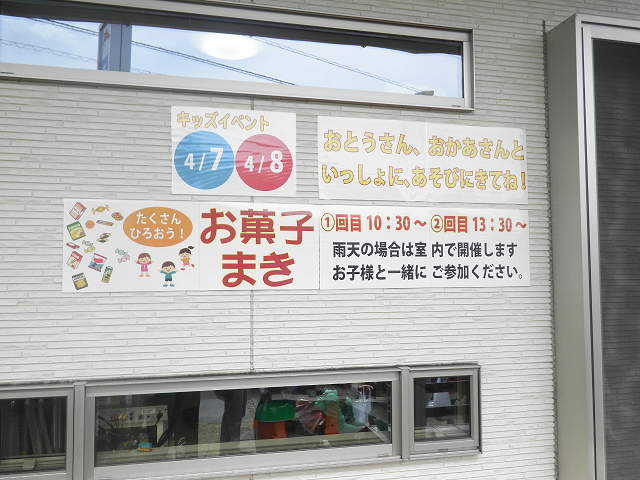 キッズイベント
4/7 4/8
おとうさん、おかあさんと
いっしょに、あそびにきてね!
たくさん
ひろおう!
お菓子
まき
①回目 10:30～ ②回目 13:30～
雨天の場合は室内で開催します
お子様と一緒にご参加ください。